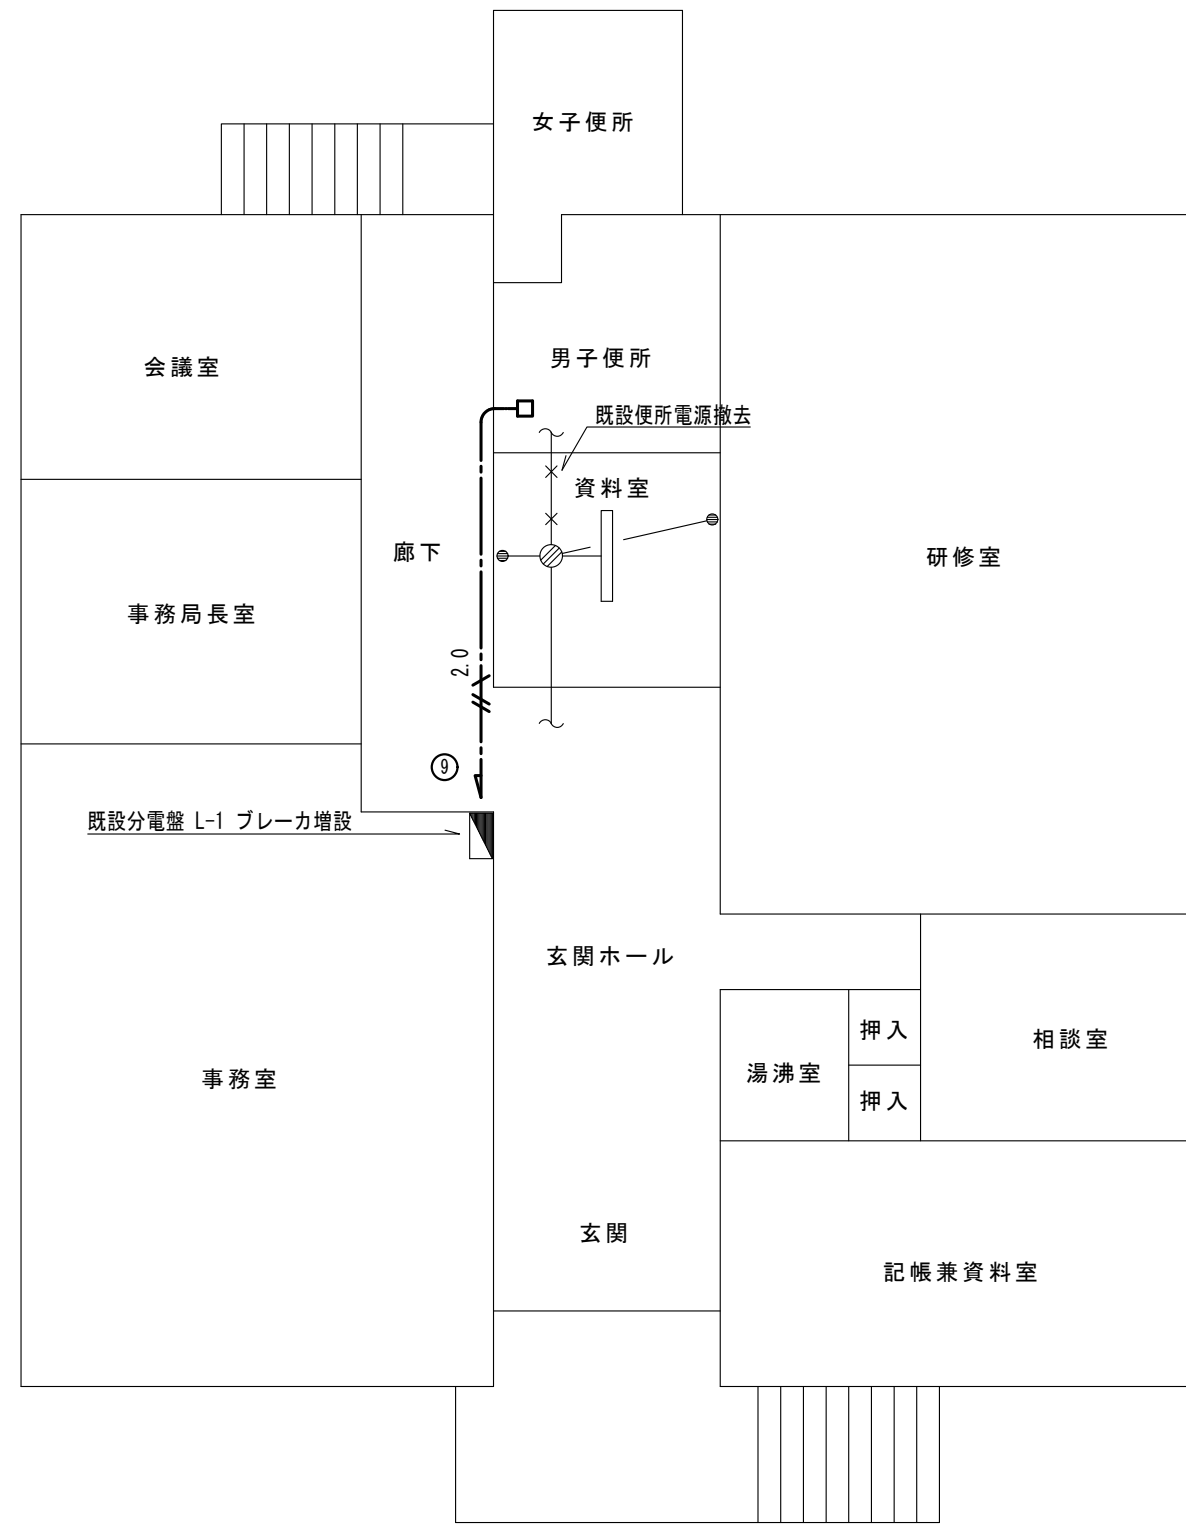 女子便所
会議室
男子便所
既設便所電源撤去
資料室
廊下
研修室
事務局長室
2.0
9
既設分電盤 L-1 ブレーカ増設
玄関ホール
押入
相談室
湯沸室
事務室
押入
玄関
記帳兼資料室